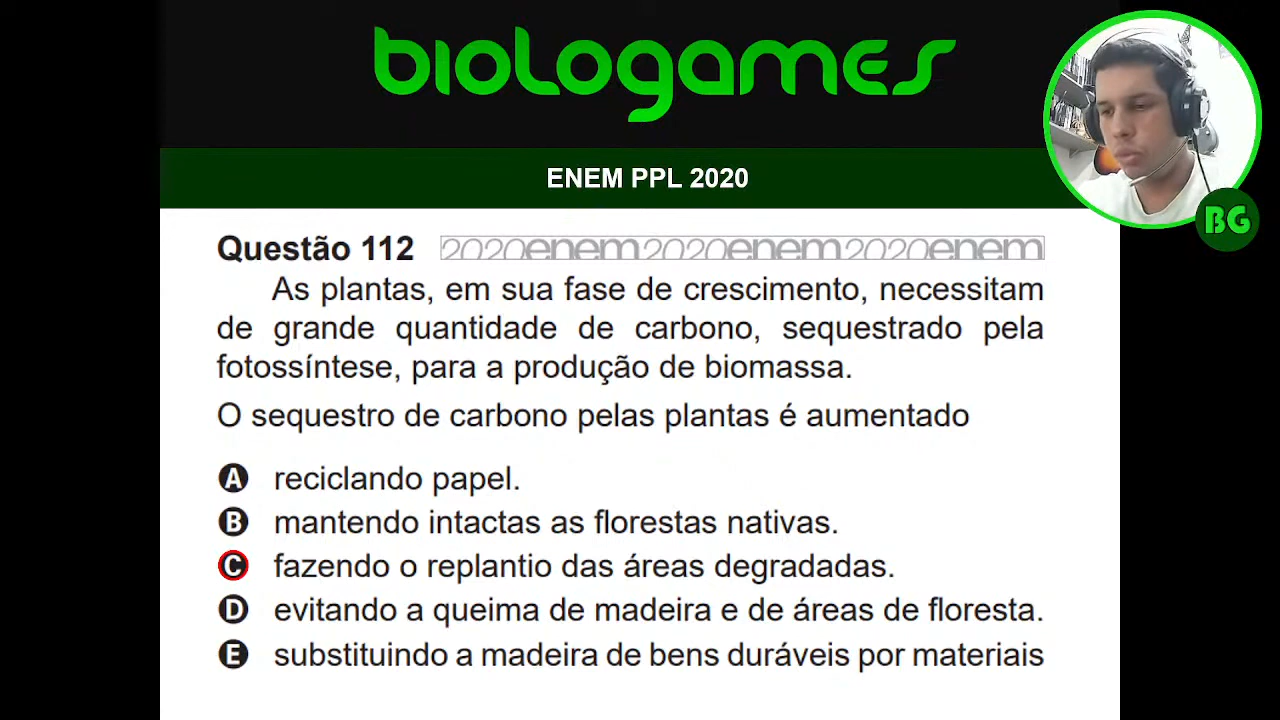 biologames
ENEM PPL 2020
BG
Questão 112
2020enem2020enem2020enem
As plantas, em sua fase de crescimento, necessitam
de grande quantidade de carbono, sequestrado pela
fotossíntese, para a produção de biomassa.
O sequestro de carbono pelas plantas é aumentado
A reciclando papel.
B mantendo intactas as florestas nativas.
C fazendo o replantio das áreas degradadas.
D evitando a queima de madeira e de áreas de floresta.
E substituindo a madeira de bens duráveis por materiais